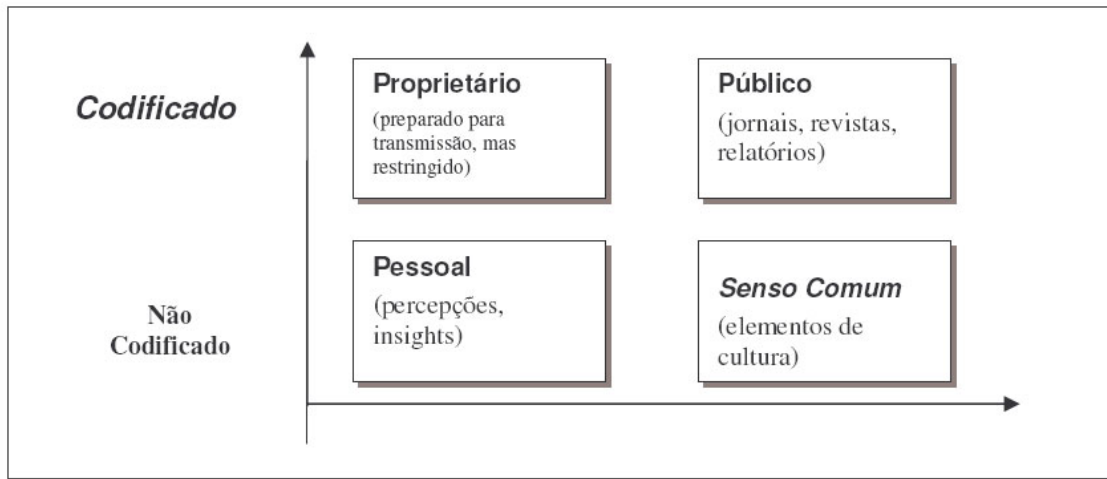 Codificado
Proprietário
(preparado para
transmissão, mas
restringido)
Público
(jornais, revistas,
relatórios)
Não
Codificado
Pessoal
(percepções,
insights)
Senso Comum
(elementos de
cultura)